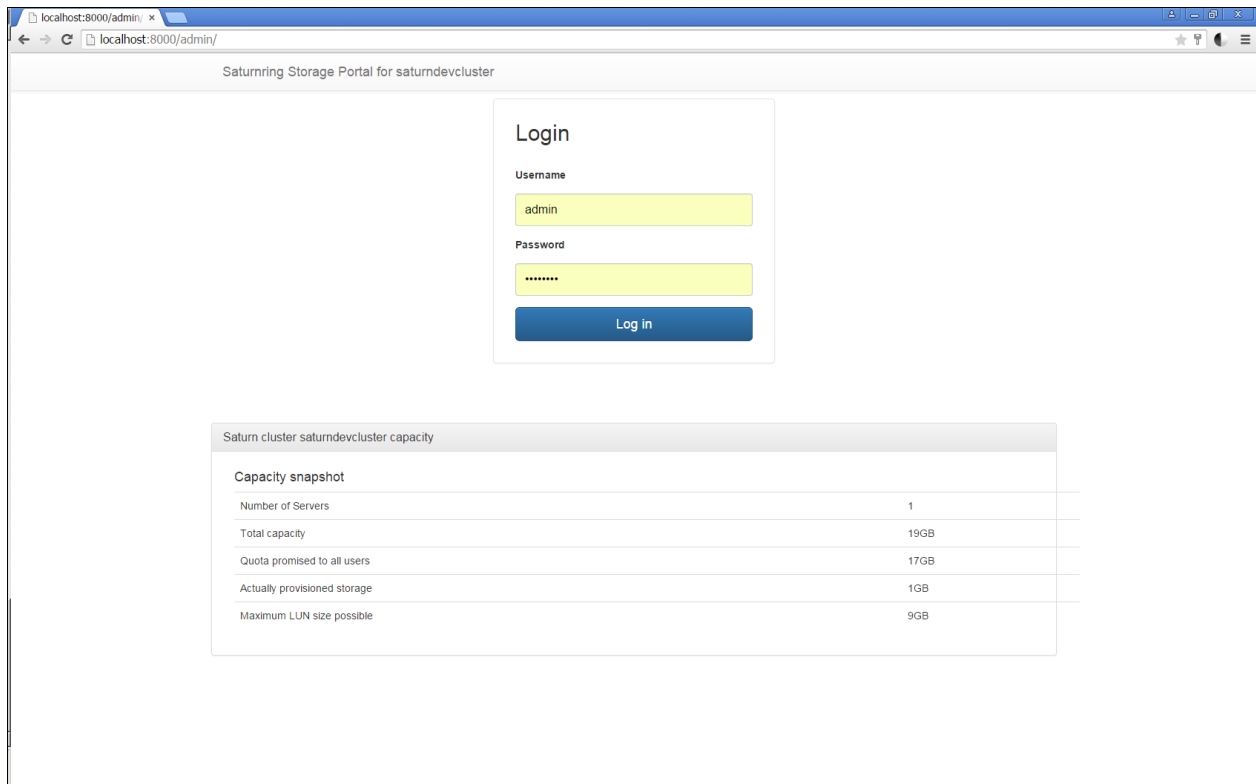 localhost:8000/admin/
localhost:8000/admin/
Saturnring Storage Portal for saturndevcluster
Login
Username
admin
Password
••••••••
Log in
Saturn cluster saturndevcluster capacity
Capacity snapshot
Number of Servers 1
Total capacity 19GB
Quota promised to all users 17GB
Actually provisioned storage 1GB
Maximum LUN size possible 9GB